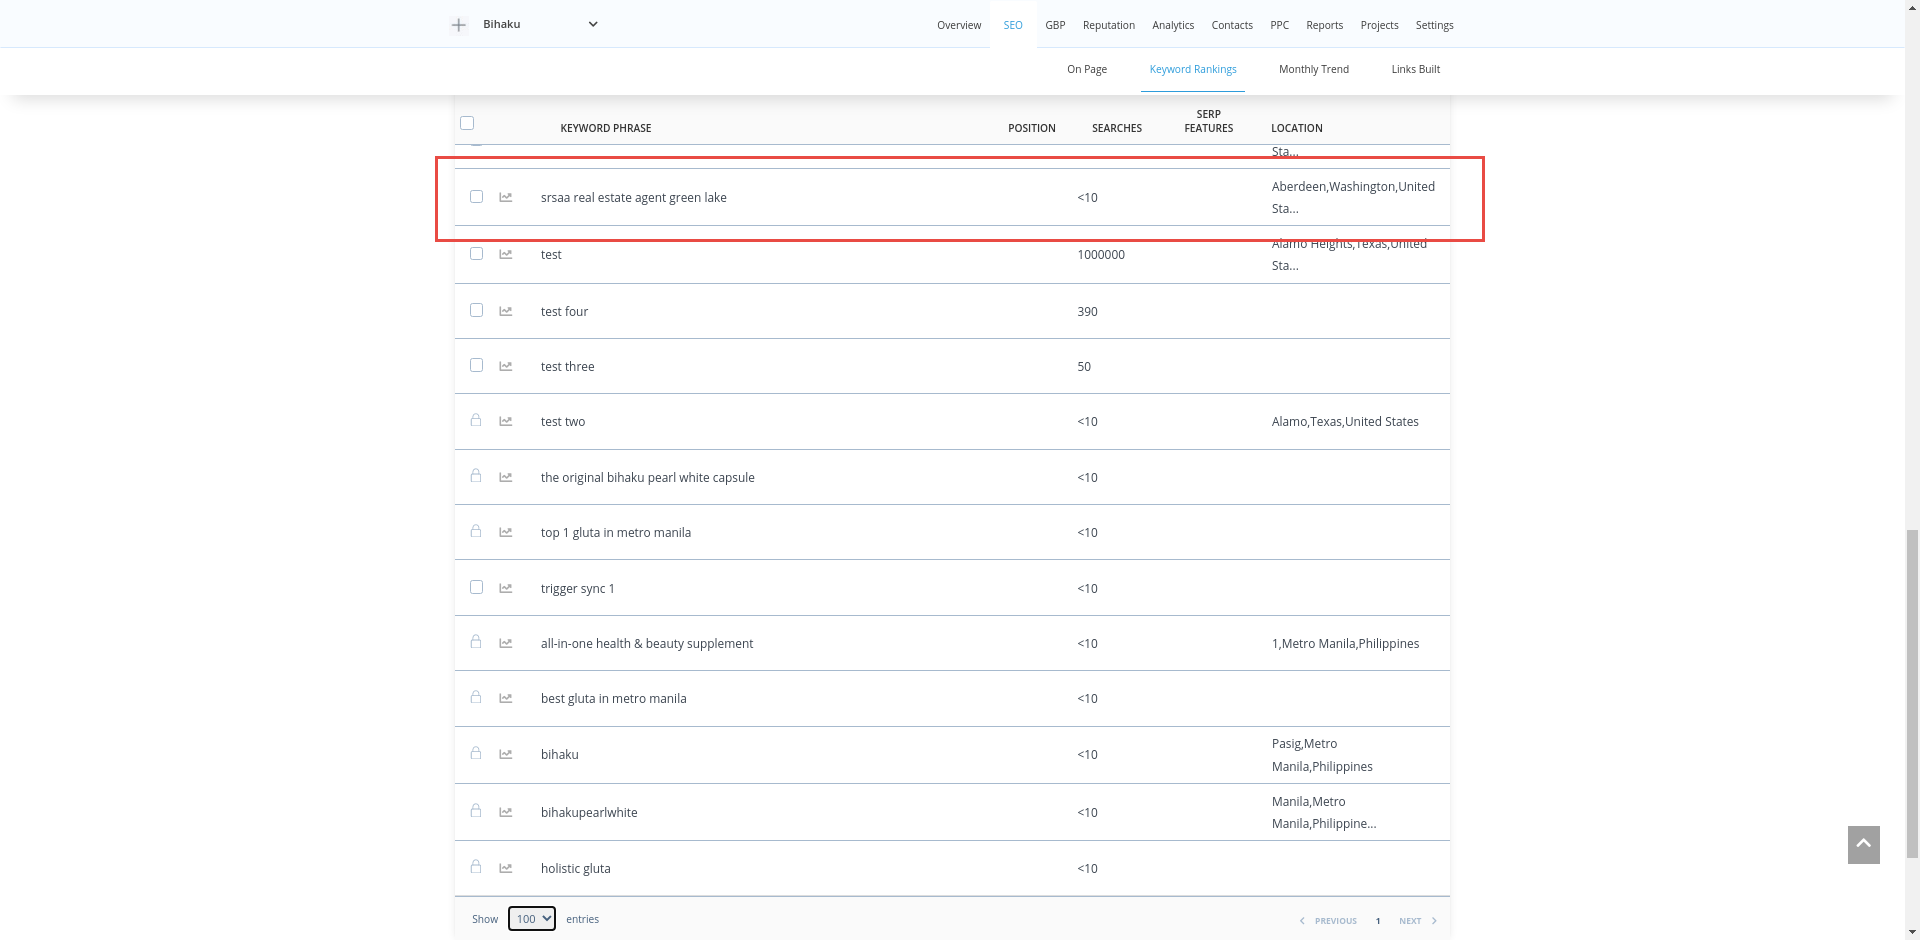 Bihaku
Overview SEO GBP Reputation Analytics Contacts PPC Reports Projects Settings
On Page Keyword Rankings Monthly Trend Links Built
KEYWORD PHRASE POSITION SEARCHES SERP FEATURES LOCATION
Sta...
srsaa real estate agent green lake <10 Aberdeen,Washington,United
Sta...
test 1000000 Alamo Heights,Texas,United
Sta...
test four 390
test three 50
test two <10 Alamo,Texas,United States
the original bihaku pearl white capsule <10
top 1 gluta in metro manila <10
trigger sync 1 <10
all-in-one health & beauty supplement <10 1,Metro Manila,Philippines
best gluta in metro manila <10
bihaku <10 Pasig,Metro
Manila,Philippines
bihakupearlwhite <10 Manila,Metro
Manila,Philippine...
holistic gluta <10
Show 100 entries PREVIOUS 1 NEXT